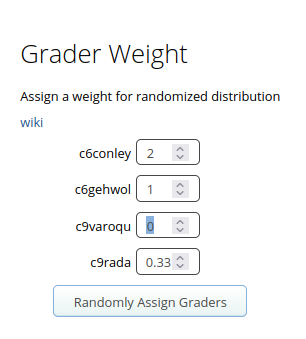 Grader Weight
Assign a weight for randomized distribution
wiki
c6conley 2
c6gehwol 1
c9varoqu 0
c9rada 0.33
Randomly Assign Graders